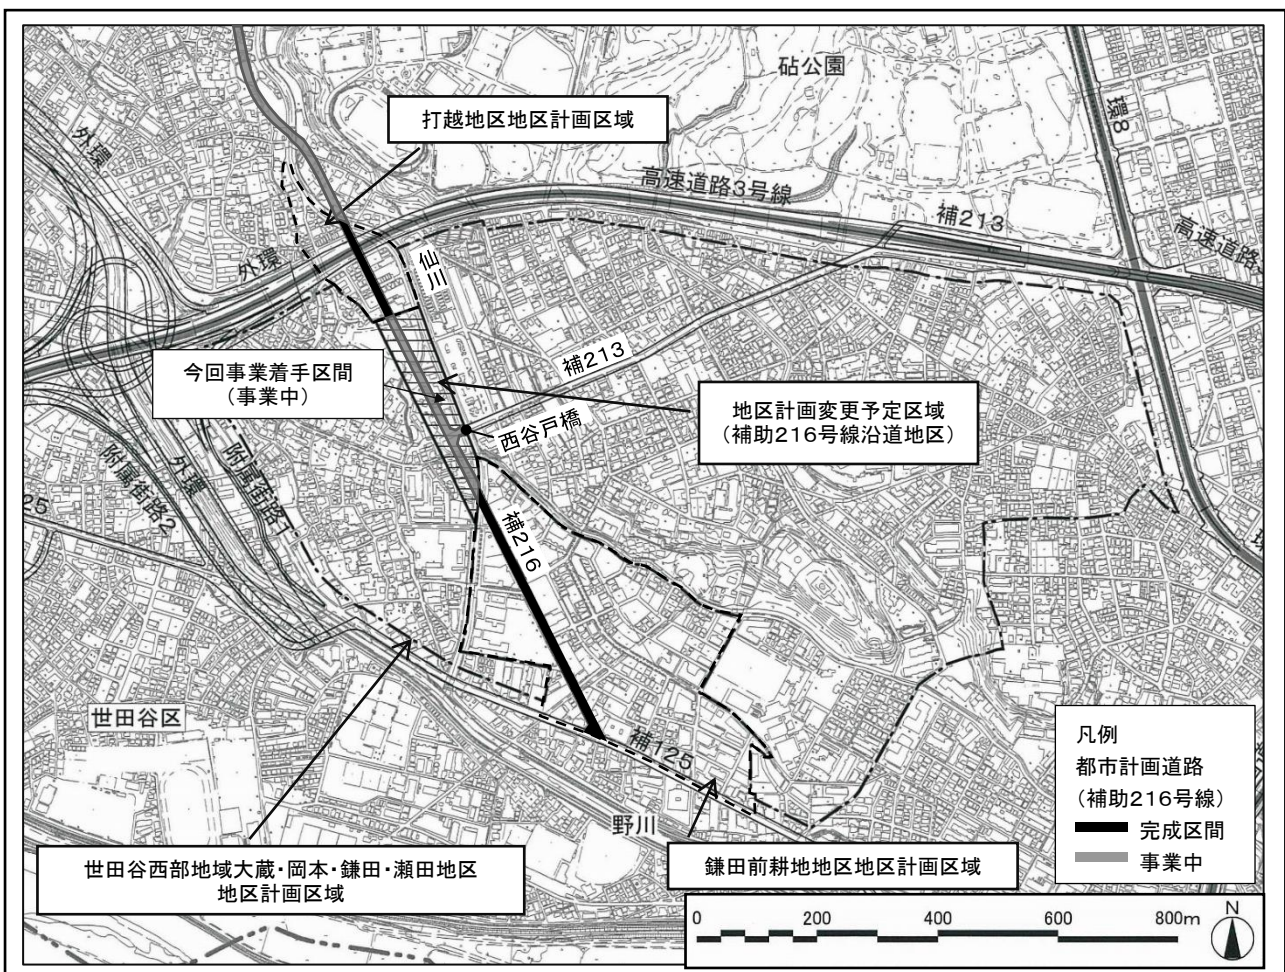 砧公園
環8
打越地区地区計画区域
外環
高速道路3号線
補213
高速道路3
外環
仙川
補213
今回事業着手区間
(事業中)
地区計画変更予定区域
(補助216号線沿道地区)
西谷戸橋
附属街路1
外環
附属街路2
25
補216
世田谷区
補125
野川
凡例
都市計画道路
(補助216号線)
完成区間
事業中
世田谷西部地域大蔵・岡本・鎌田・瀬田地区
地区計画区域
鎌田前耕地地区地区計画区域
0 200 400 600 800m
N